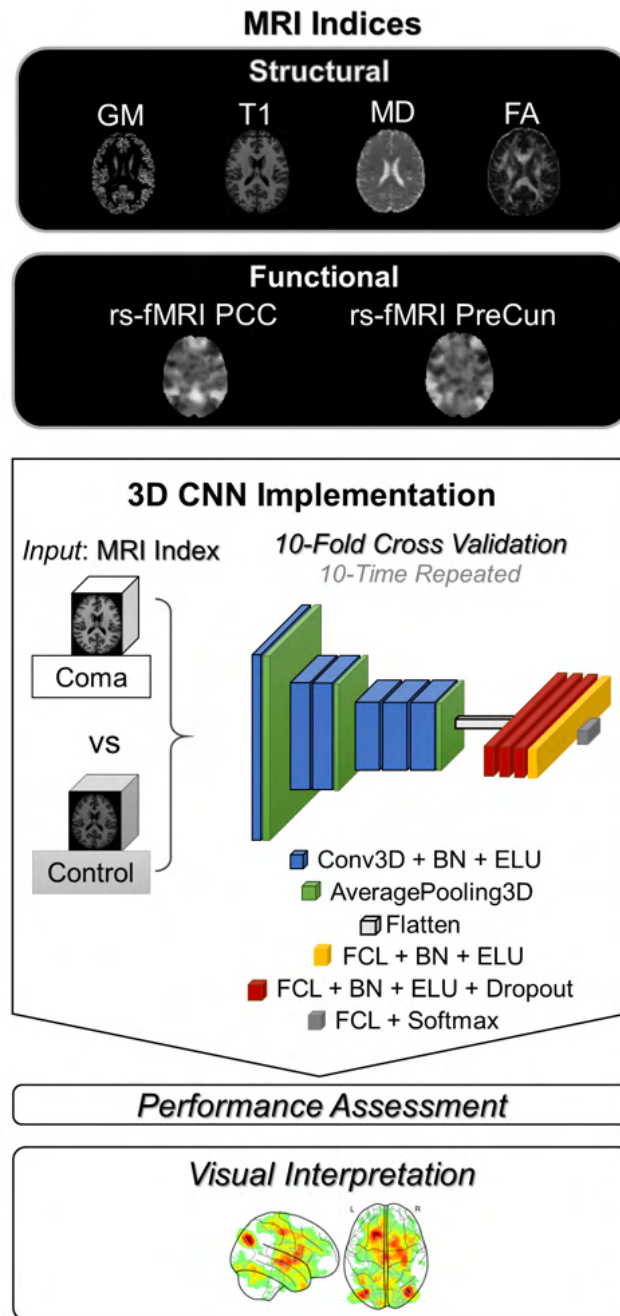 MRI Indices
Structural
GM T1 MD FA
Functional
rs-fMRI PCC rs-fMRI PreCun
3D CNN Implementation
Input: MRI Index
10-Fold Cross Validation
10-Time Repeated
Coma
vs
Control
Conv3D + BN + ELU
AveragePooling3D
Flatten
FCL + BN + ELU
FCL + BN + ELU + Dropout
FCL + Softmax
Performance Assessment
Visual Interpretation
L R